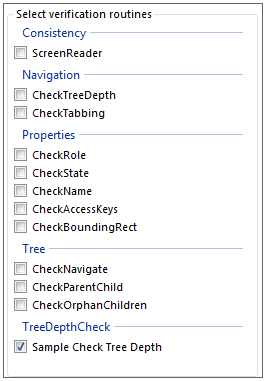 Select verification routines
Consistency
ScreenReader
Navigation
CheckTreeDepth
CheckTabbing
Properties
CheckRole
CheckState
CheckName
CheckAccessKeys
CheckBoundingRect
Tree
CheckNavigate
CheckParentChild
CheckOrphanChildren
TreeDepthCheck
Sample Check Tree Depth